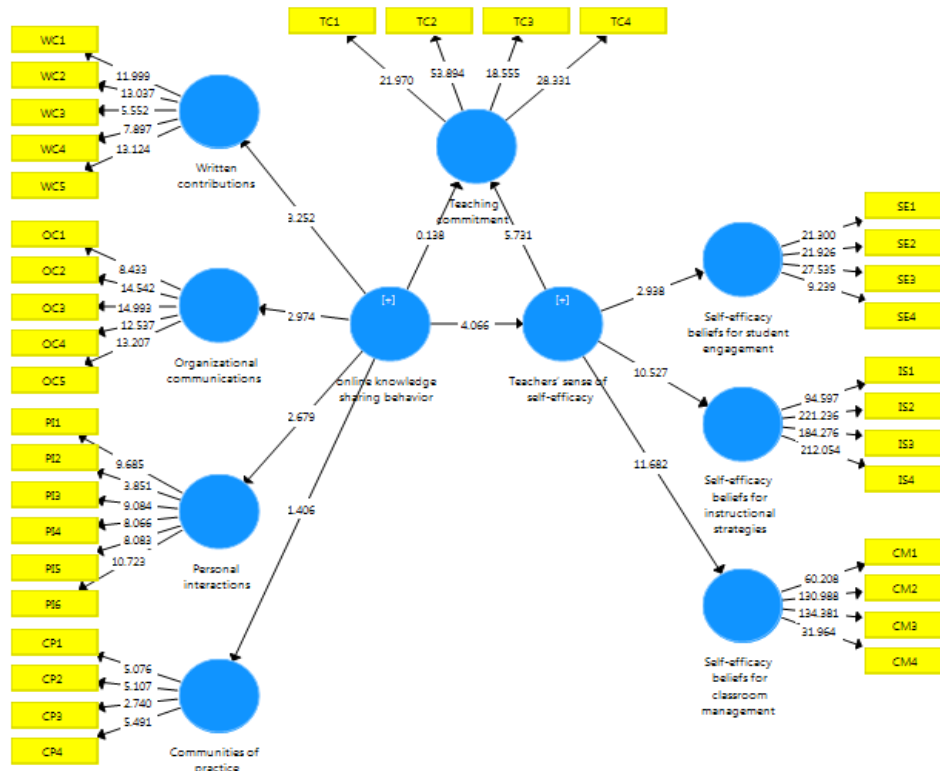 TC1
TC2
TC3
TC4
21.970
53.894
18.555
28.331
Teaching
commitment
WC1
WC2
WC3
WC4
WC5
11.999
13.037
5.552
7.897
13.124
Written
contributions
3.252
0.138
5.731
OC1
OC2
OC3
OC4
OC5
8.433
14.542
14.993
12.537
13.207
Organizational
communications
2.974
[+]
online knowledge
sharing behavior
4.066
[+]
Teachers' sense of
self-efficacy
2.938
SE1
SE2
SE3
SE4
21.300
21.926
27.535
9.239
Self-efficacy
beliefs for student
engagement
10.527
IS1
IS2
IS3
IS4
94.597
221.236
184.276
212.054
Self-efficacy
beliefs for
instructional
strategies
2.679
PI1
PI2
PI3
PI4
PI5
PI6
9.685
3.851
9.084
8.066
8.083
10.723
Personal
interactions
11.682
CM1
CM2
CM3
CM4
60.208
130.988
134.381
31.964
Self-efficacy
beliefs for
classroom
management
1.406
CP1
CP2
CP3
CP4
5.076
5.107
2.740
5.491
Communities of
practice